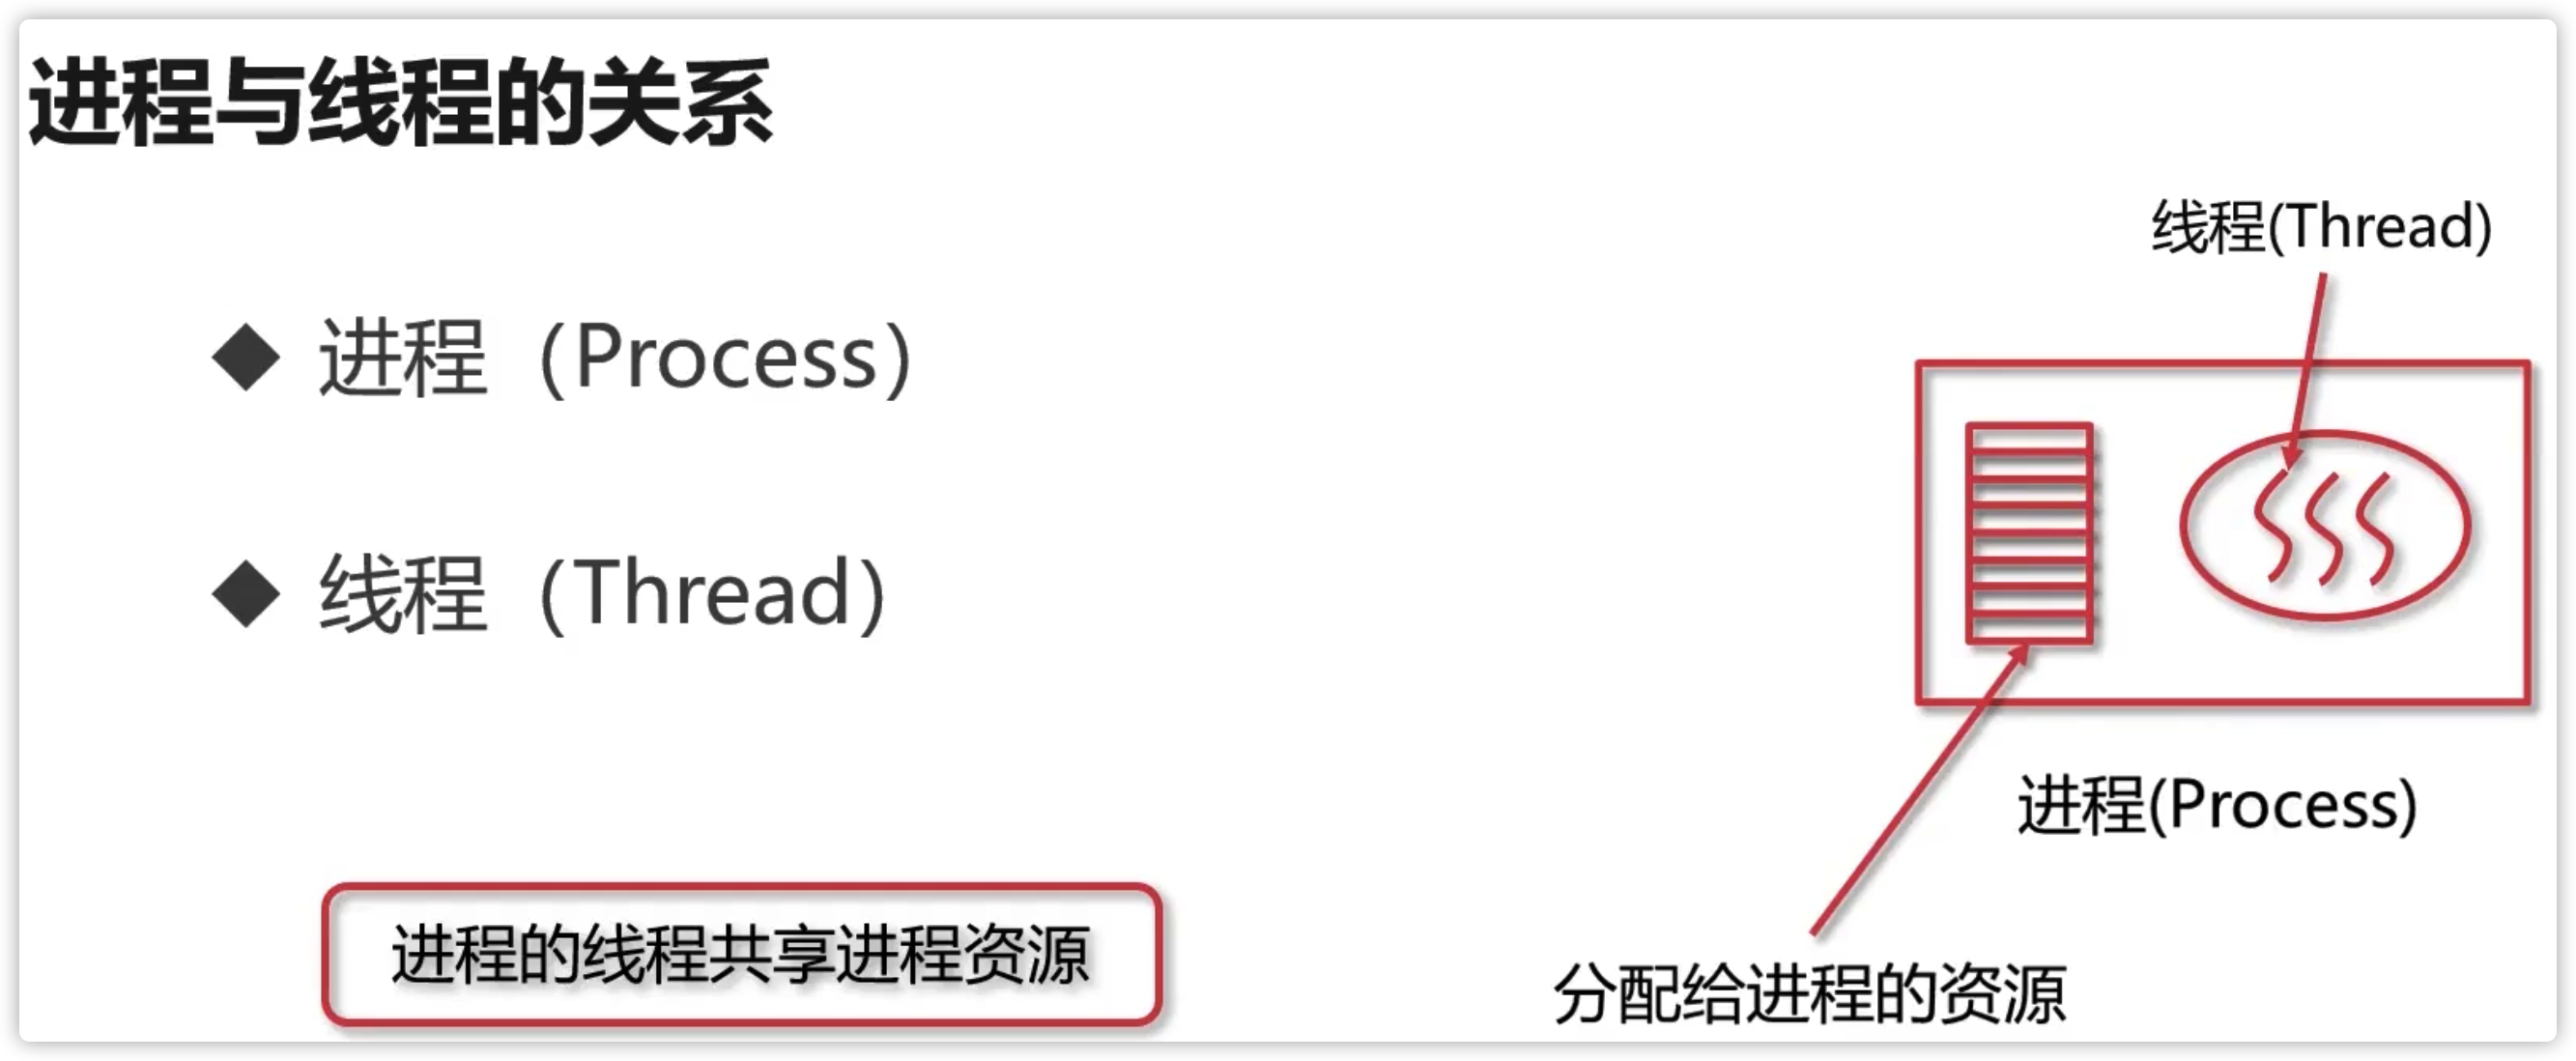 进程与线程的关系
线程(Thread)
◆ 进程（Process）
◆ 线程（Thread）
进程(Process)
进程的线程共享进程资源
分配给进程的资源